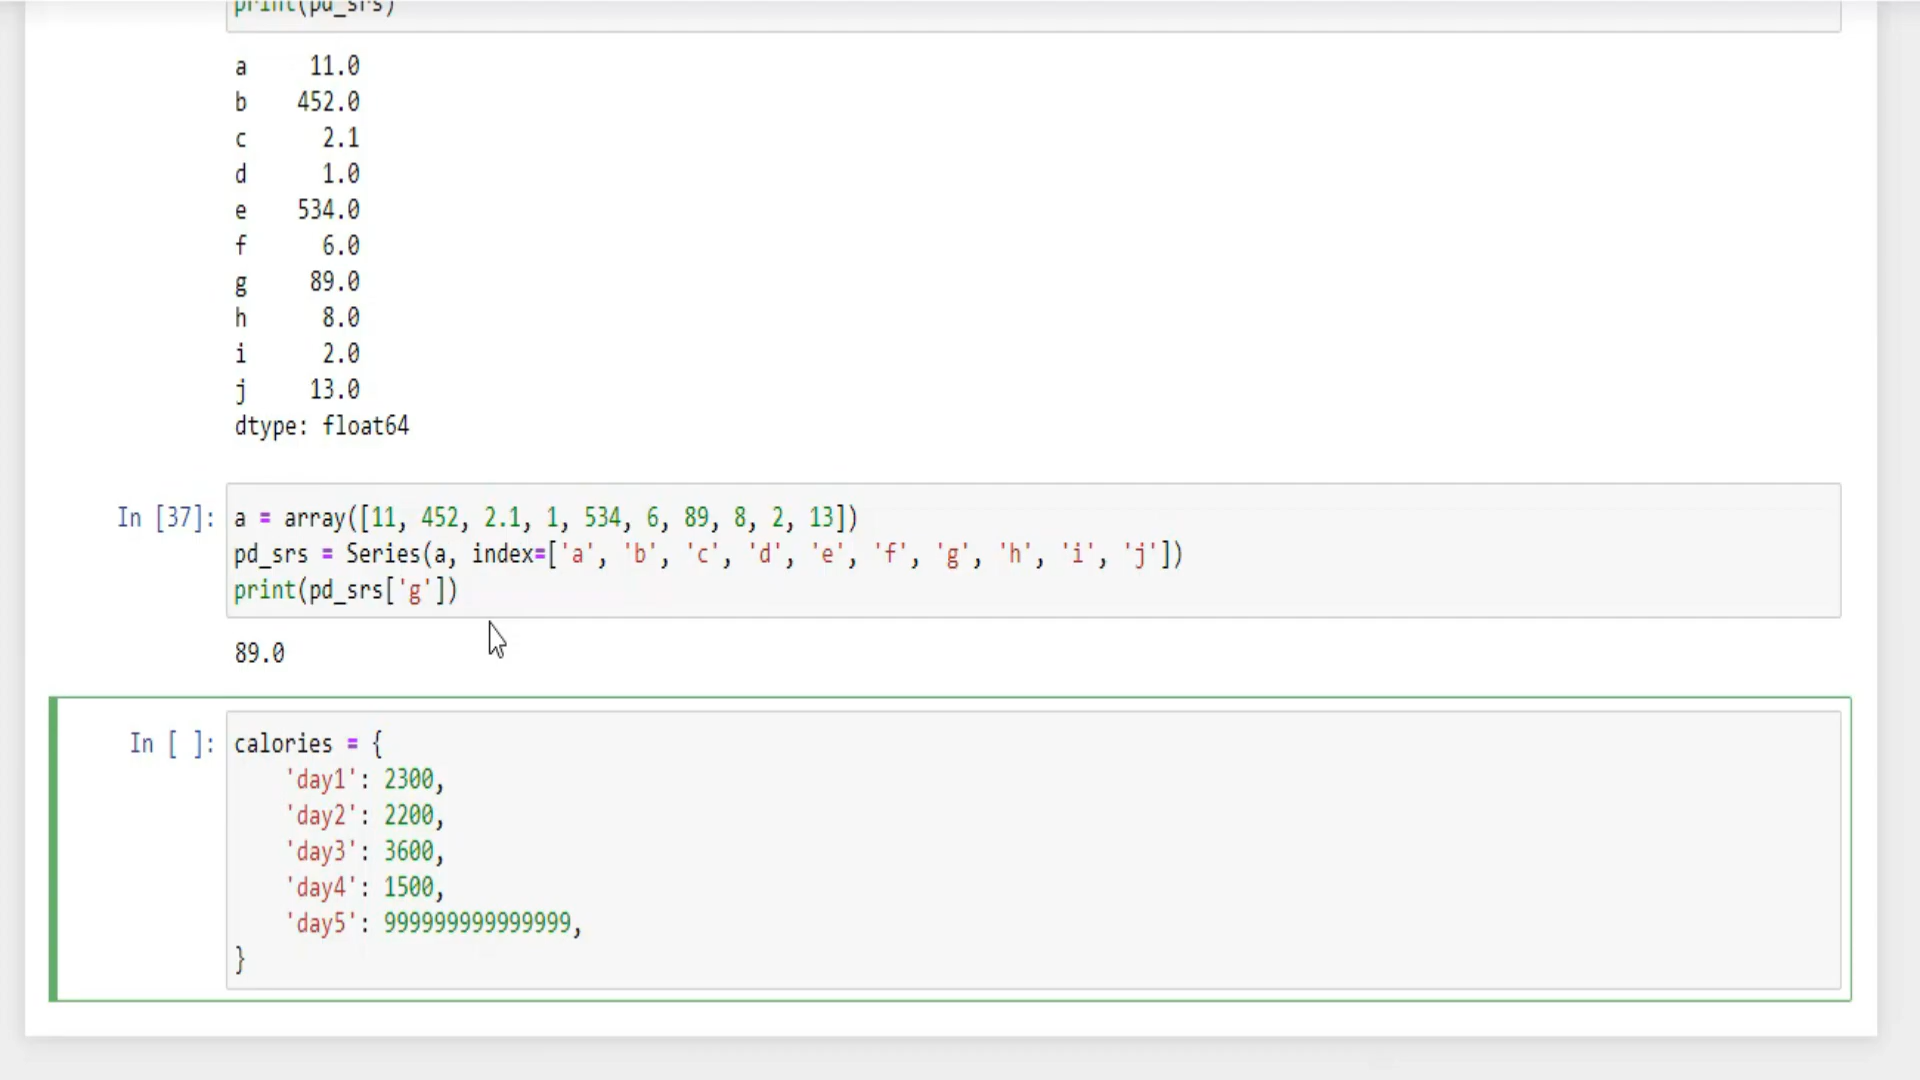 print(pd_srs)
a 11.0
b 452.0
c 2.1
d 1.0
e 534.0
f 6.0
g 89.0
h 8.0
i 2.0
j 13.0
dtype: float64
In [37]: a = array([11, 452, 2.1, 1, 534, 6, 89, 8, 2, 13])
pd_srs = Series(a, index=['a', 'b', 'c', 'd', 'e', 'f', 'g', 'h', 'i', 'j'])
print(pd_srs['g'])
89.0
In [ ]: calories = {
'day1': 2300,
'day2': 2200,
'day3': 3600,
'day4': 1500,
'day5': 999999999999999,
}